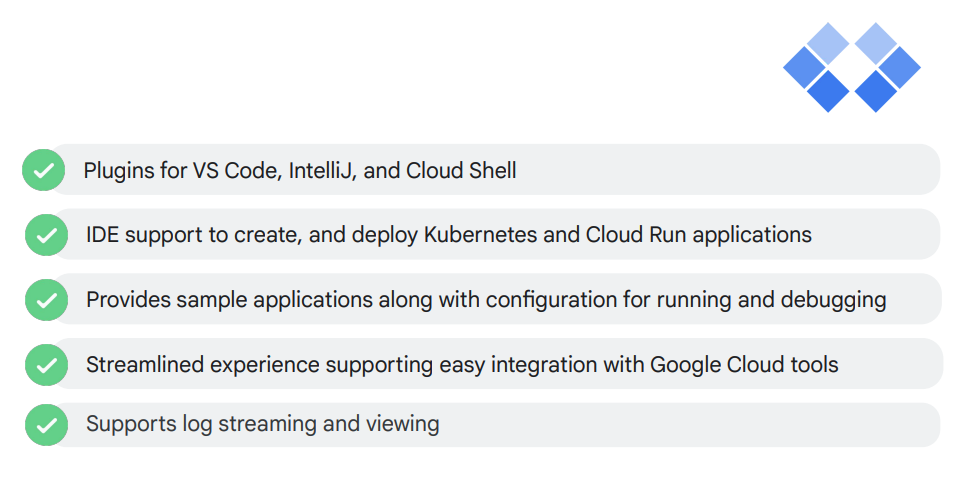 Plugins for VS Code, IntelliJ, and Cloud Shell
IDE support to create, and deploy Kubernetes and Cloud Run applications
Provides sample applications along with configuration for running and debugging
Streamlined experience supporting easy integration with Google Cloud tools
Supports log streaming and viewing